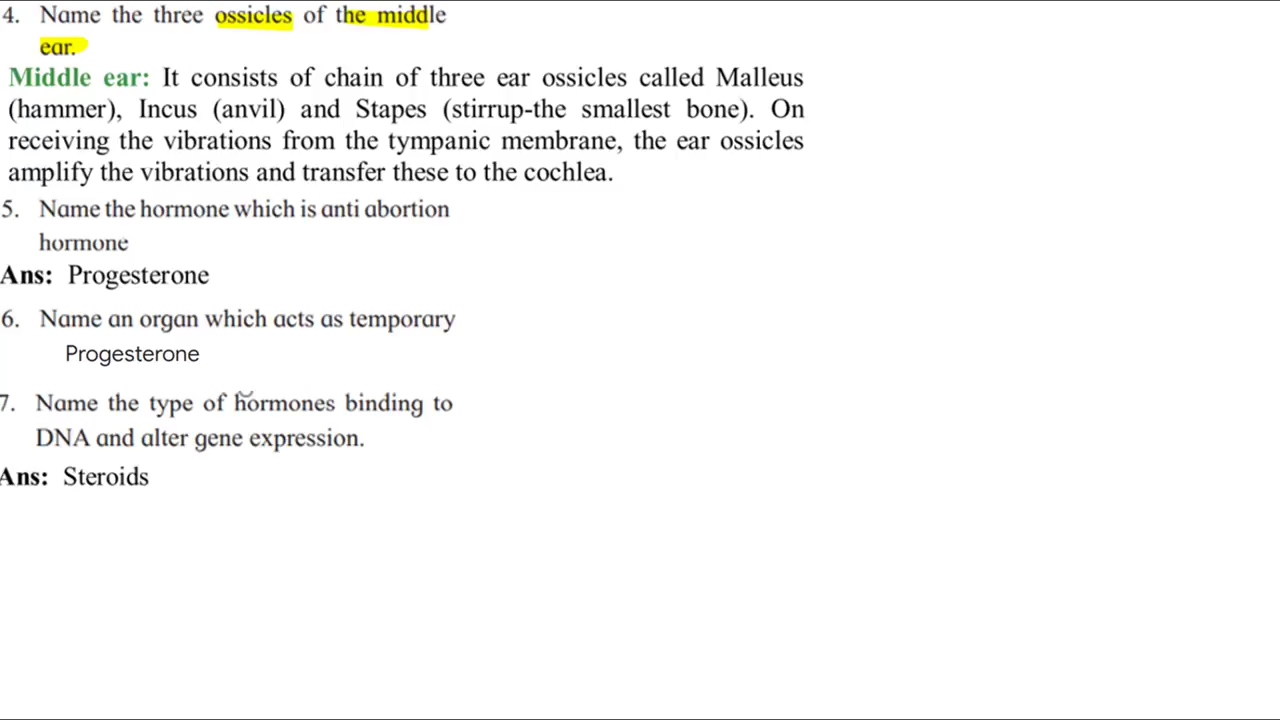 4. Name the three ossicles of the middle
ear.
Middle ear: It consists of chain of three ear ossicles called Malleus
(hammer), Incus (anvil) and Stapes (stirrup-the smallest bone). On
receiving the vibrations from the tympanic membrane, the ear ossicles
amplify the vibrations and transfer these to the cochlea.
5. Name the hormone which is anti abortion
hormone
Ans: Progesterone
6. Name an organ which acts as temporary
Progesterone
7. Name the type of hormones binding to
DNA and alter gene expression.
Ans: Steroids